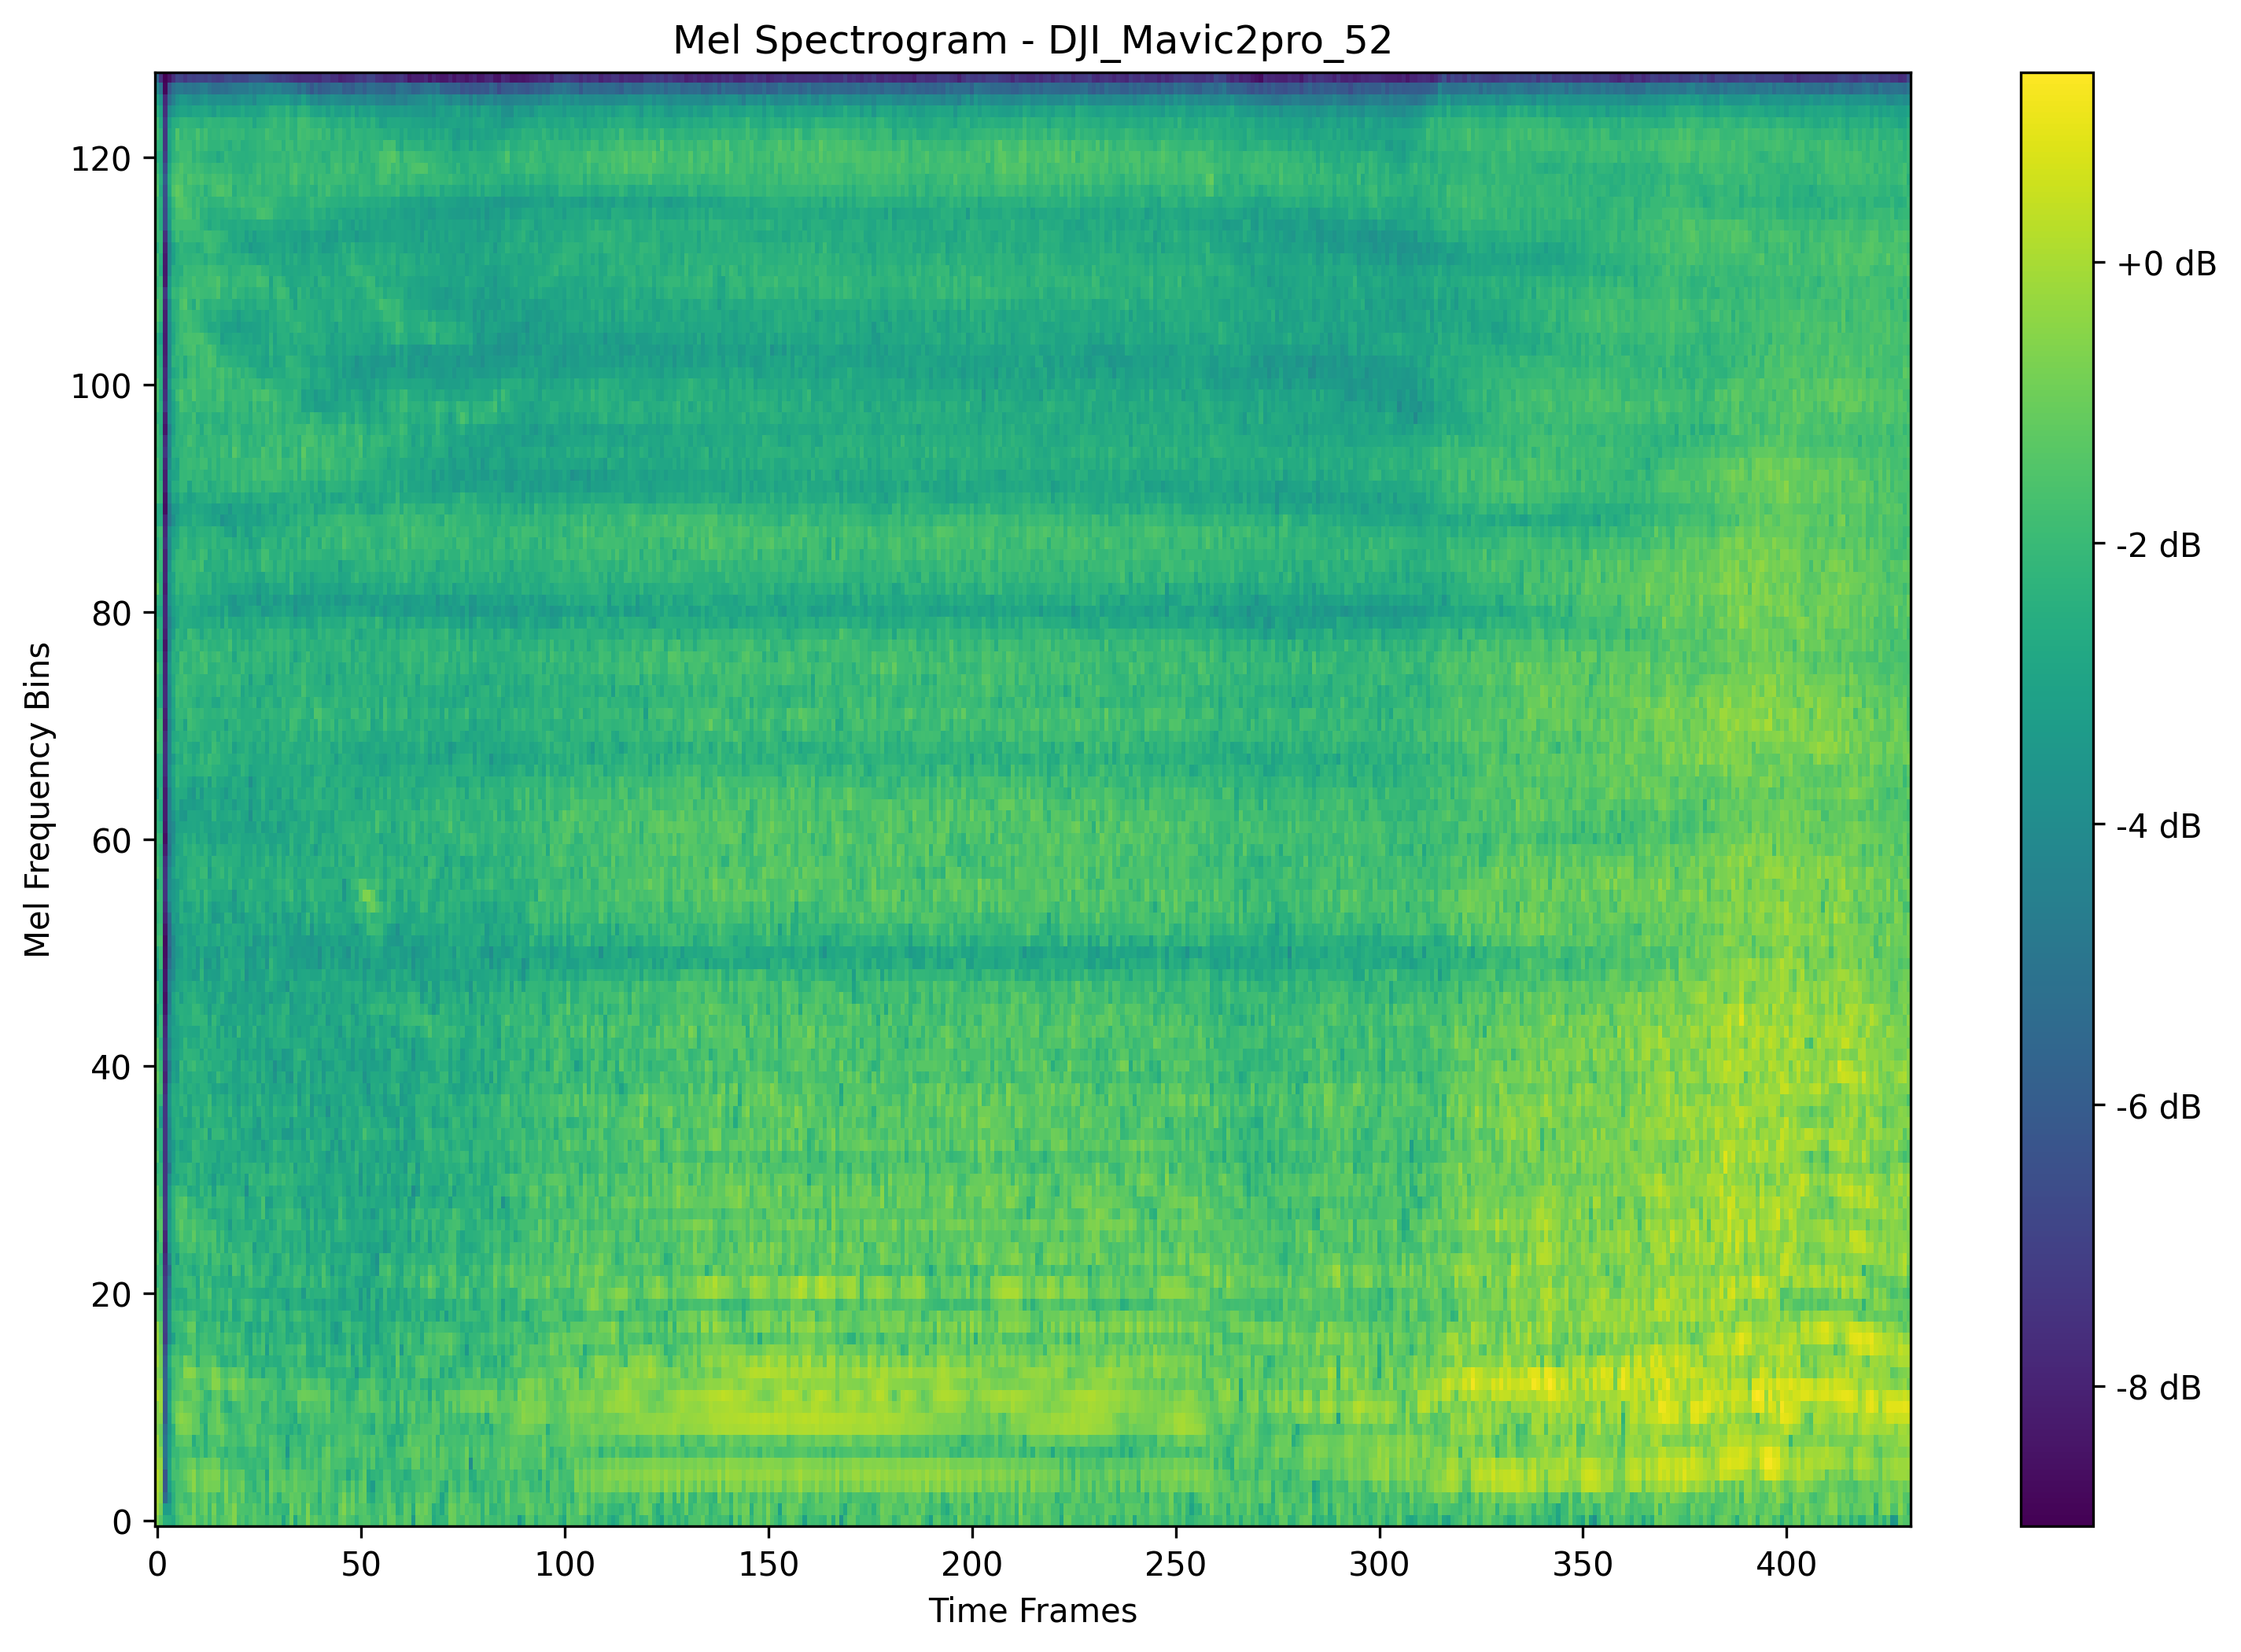 Mel Spectrogram - DJI_Mavic2pro_52
120
100
80
60
40
20
0
Mel Frequency Bins
0 50 100 150 200 250 300 350 400
Time Frames
+0 dB
-2 dB
-4 dB
-6 dB
-8 dB